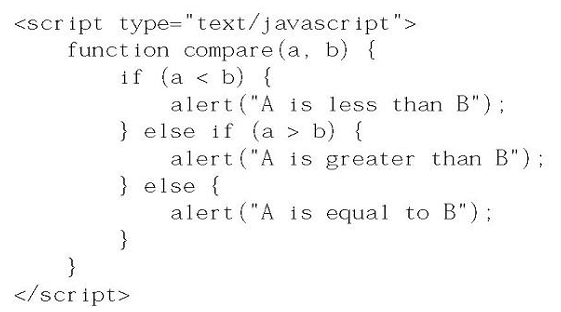 <script type="text/javascript">
    function compare(a, b) {
        if (a < b) {
            alert("A is less than B");
        } else if (a > b) {
            alert("A is greater than B");
        } else {
            alert("A is equal to B");
        }
    }
</script>